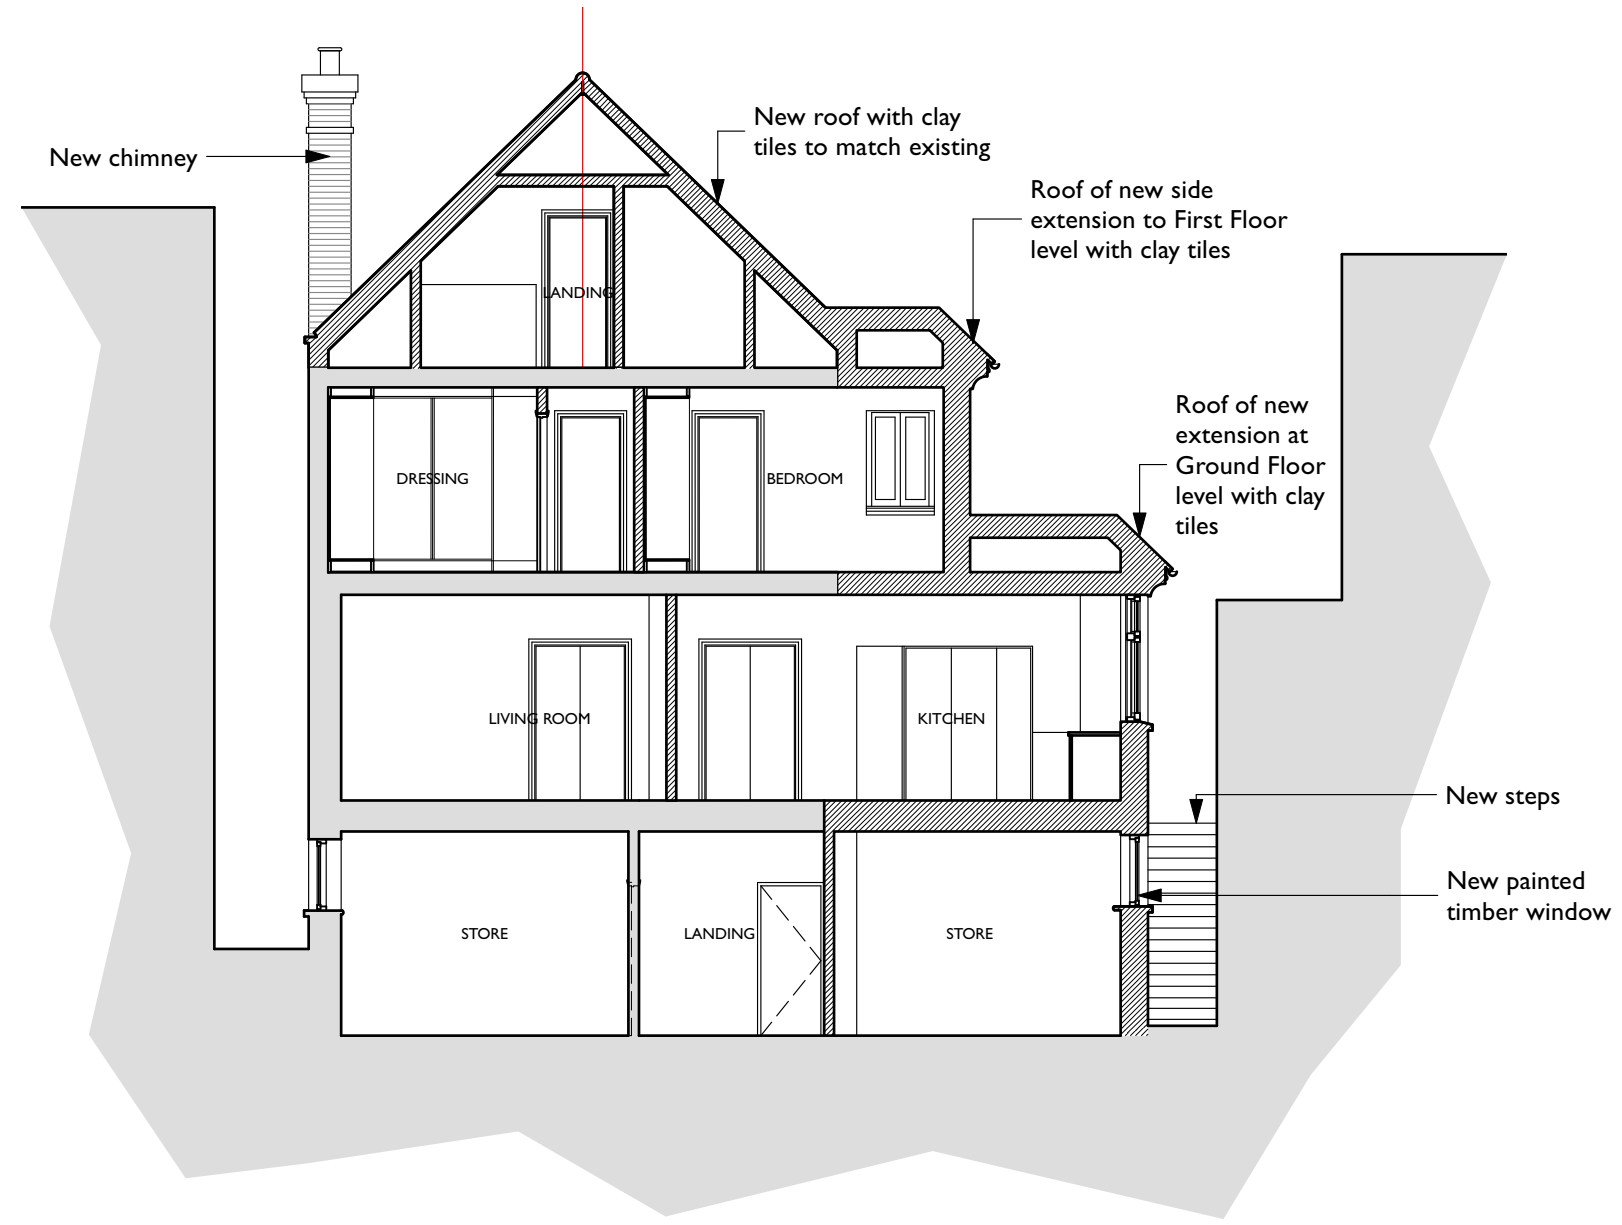 New chimney
New roof with clay
tiles to match existing
Roof of new side
extension to First Floor
level with clay tiles
LANDING
Roof of new
extension at
Ground Floor
level with clay
tiles
DRESSING
BEDROOM
LIVING ROOM
KITCHEN
New steps
New painted
timber window
STORE
LANDING
STORE